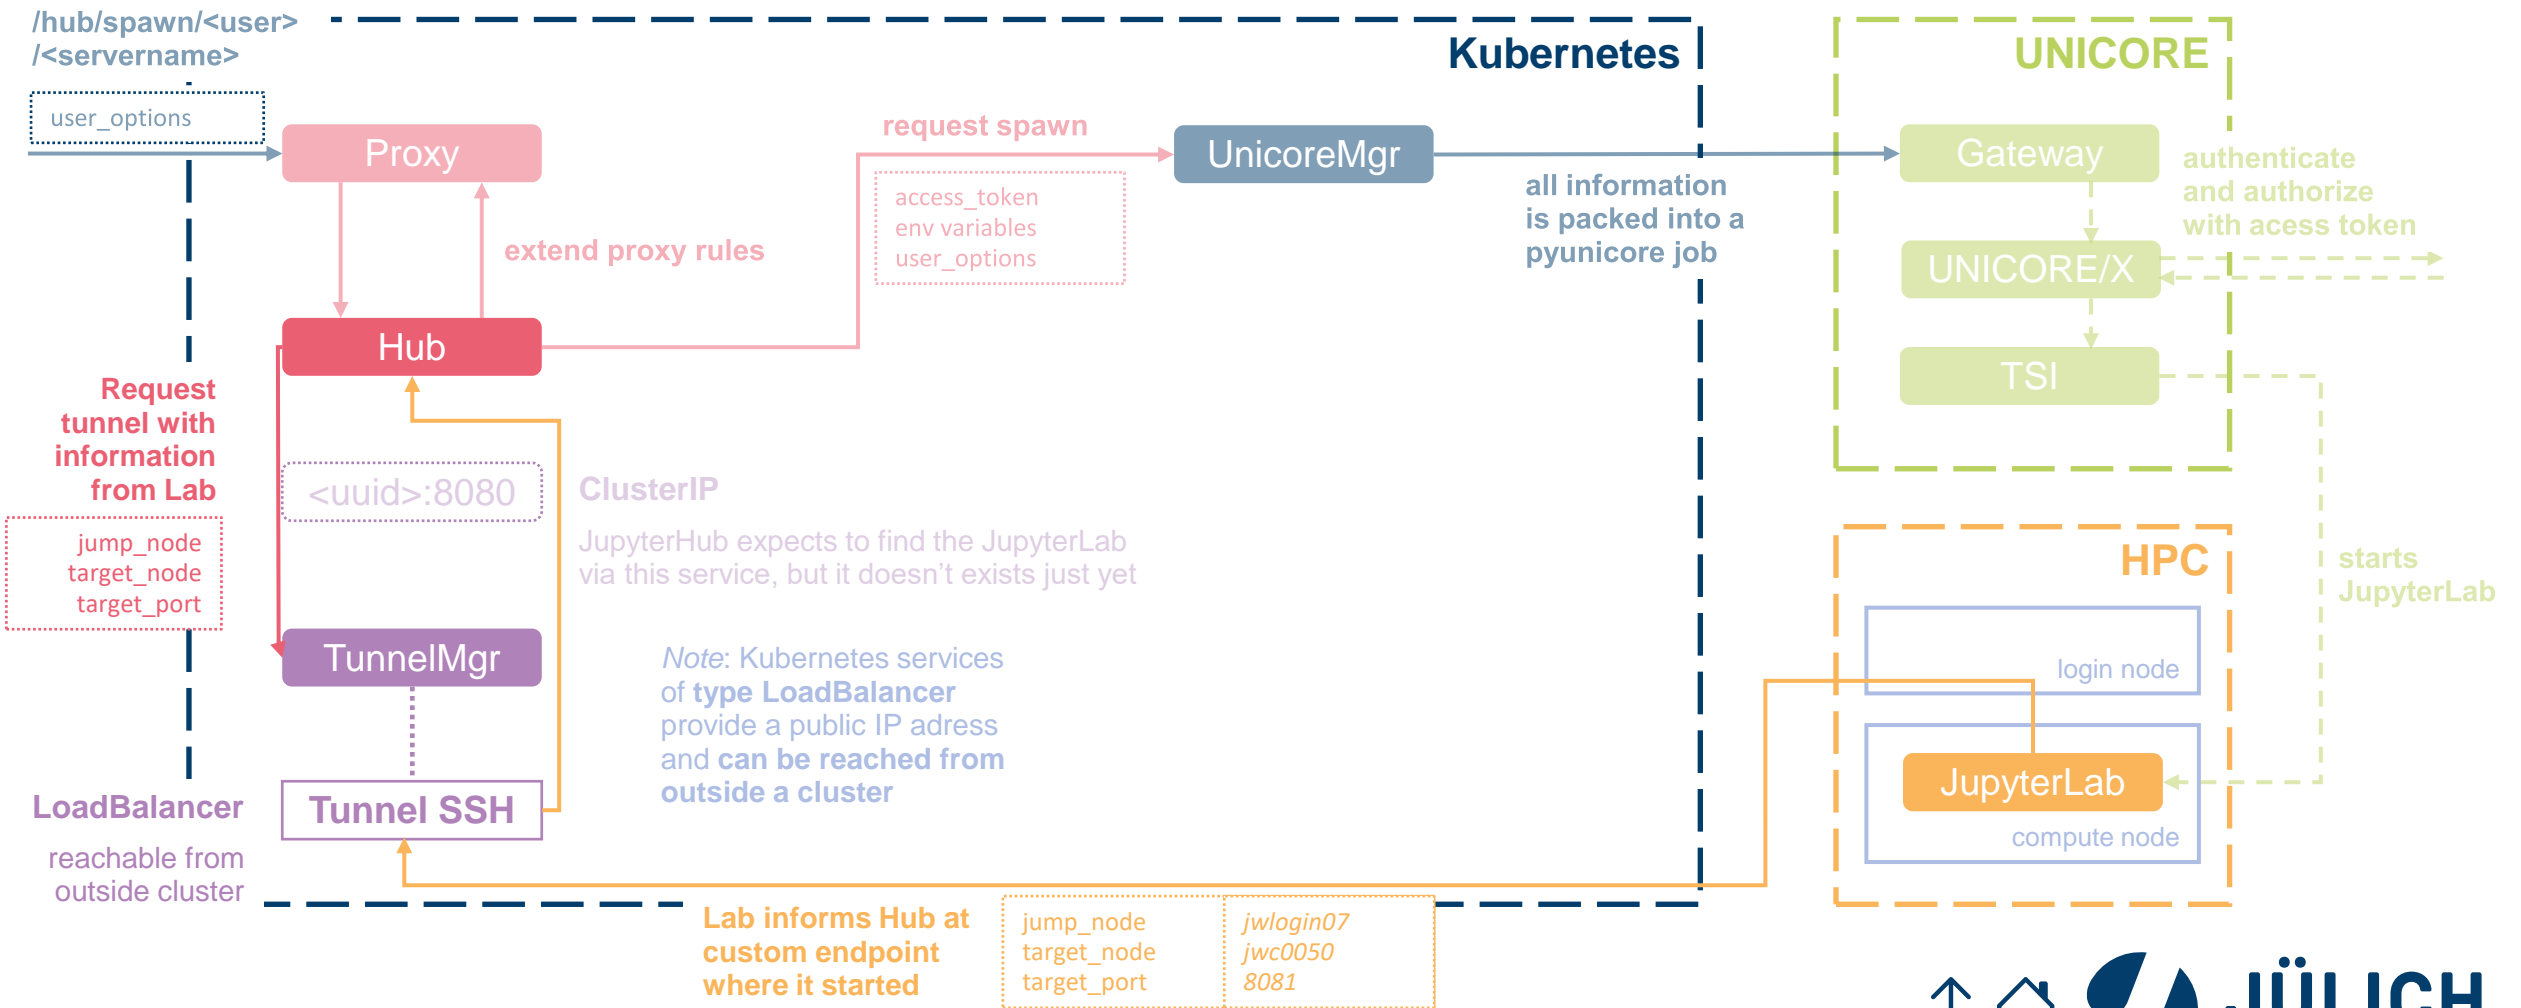 /hub/spawn/<user>
/<servername>
user_options
Kubernetes
UNICORE
Proxy
request spawn
UnicoreMgr
Gateway
access_token
env variables
user_options
all information
is packed into a
pyunicore job
authenticate
and authorize
with acess token
extend proxy rules
UNICORE/X
Hub
TSI
Request
tunnel with
information
from Lab
jump_node
target_node
target_port
<uuid>:8080
ClusterIP
JupyterHub expects to find the JupyterLab
via this service, but it doesn't exists just yet
HPC
starts
JupyterLab
TunnelMgr
Note: Kubernetes services
of type LoadBalancer
provide a public IP adress
and can be reached from
outside a cluster
login node
JupyterLab
compute node
LoadBalancer
reachable from
outside cluster
Tunnel SSH
Lab informs Hub at
custom endpoint
where it started
jump_node jwlogin07
target_node jwc0050
target_port 8081
JÜLICH